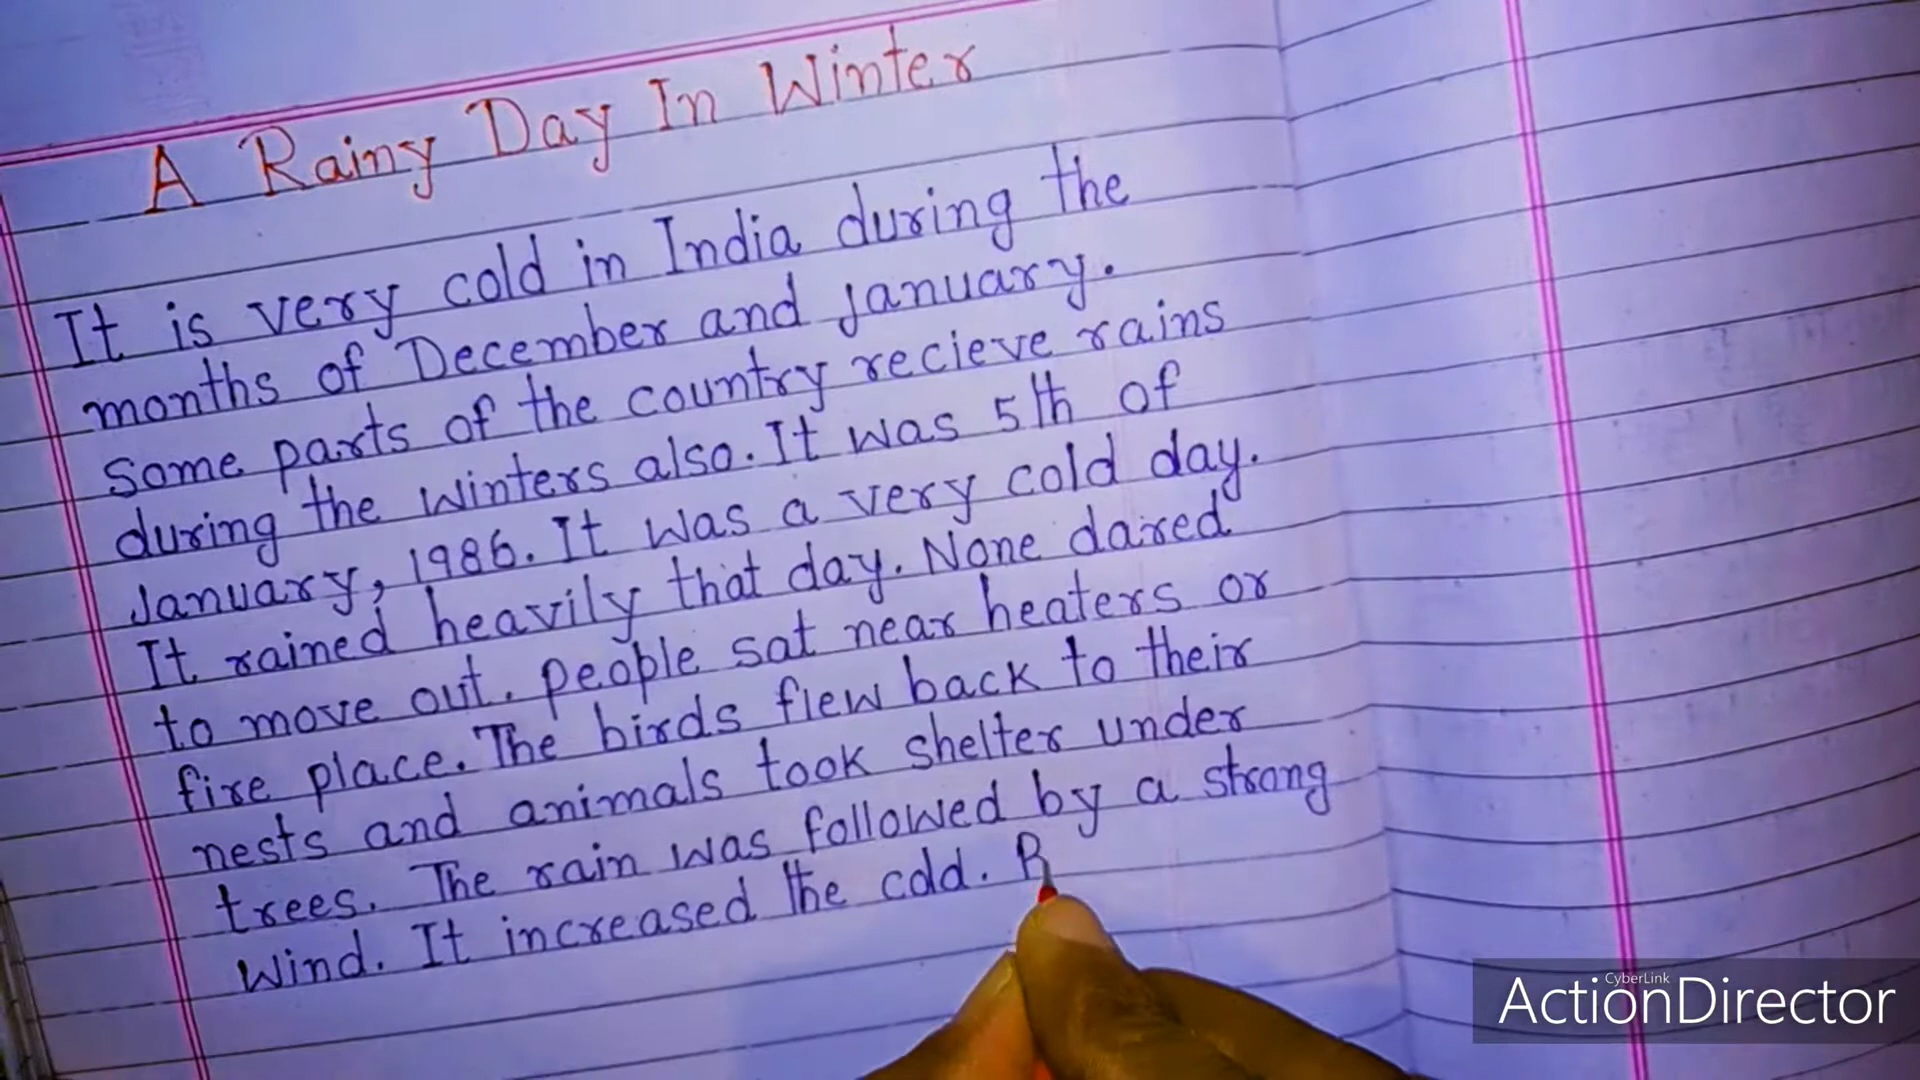 A Rainy Day In Winter
It is very cold in India during the
months of December and January.
Some parts of the country recieve rains
during the winters also. It was 5th of
January, 1986. It was a very cold day.
It rained heavily that day. None dared
to move out. people sat near heaters or
fire place. The birds flew back to their
nests and animals took shelter under
trees. The rain was followed by a strong
Wind. It increased the cold. R
CyberLink
ActionDirector